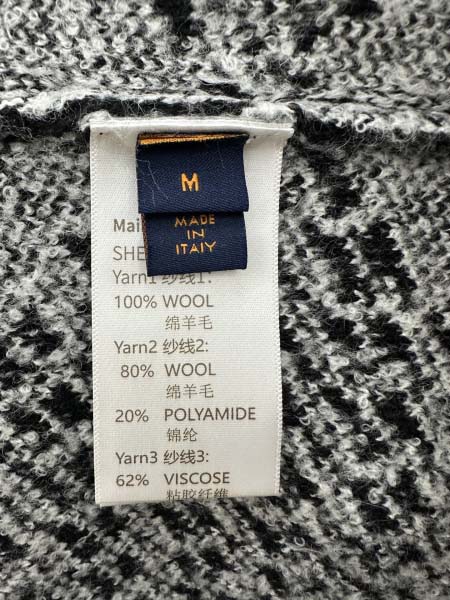 M
MADE
IN
ITALY
Mai
SHE
Yarn1 纱线1:
100% WOOL
绵羊毛
Yarn2 纱线2:
80% WOOL
绵羊毛
20% POLYAMIDE
锦纶
Yarn3 纱线3:
62% VISCOSE
粘胶纤维